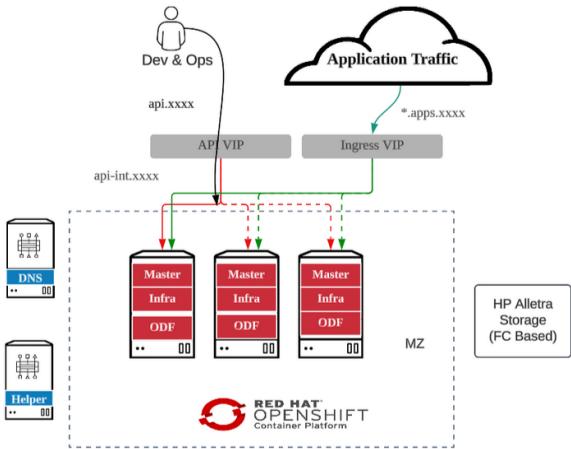 Dev & Ops
Application Traffic
api.xxxx
*.apps.xxxx
API VIP
Ingress VIP
api-int.xxxx
DNS
Master
Infra
ODF
Master
Infra
ODF
Master
Infra
ODF
HP Alletra
Storage
(FC Based)
MZ
Helper
RED HAT
OPENSHIFT
Container Platform